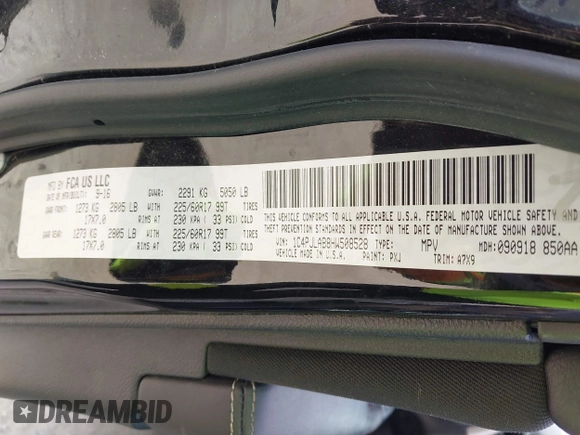 MFD BY FCA US LLC
DATE OF MFR 9-16
GVWR: 2291 KG 5050 LB
GAWR FRONT: 1273 KG 2805 LB WITH 225/60R17 99T TIRES
17X7.0 RIMS AT 230 KPA ( 33 PSI) COLD
GAWR REAR: 1273 KG 2805 LB WITH 225/60R17 99T TIRES
17X7.0 RIMS AT 230 KPA ( 33 PSI) COLD
THIS VEHICLE CONFORMS TO ALL APPLICABLE U.S.A. FEDERAL MOTOR VEHICLE SAFETY AND
THEFT PREVENTION STANDARDS IN EFFECT ON THE DATE OF MANUFACTURE SHOWN ABOVE.
VIN: 1C4PJLAB8HW508528 MPV MDH: 090918 850AA
VEHICLE MADE IN U.S.A. PAINT: PXJ TRIM: A7X9
DREAMBID